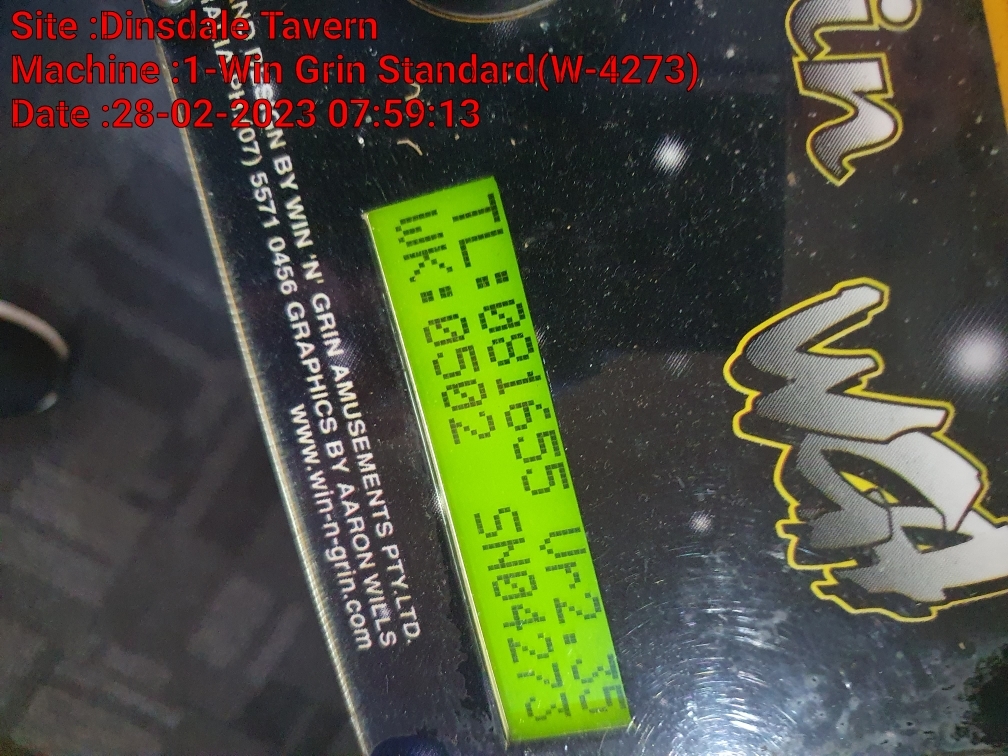 Site :Dinsdale Tavern
Machine :1-Win Grin Standard(W-4273)
Date :28-02-2023 07:59:13
TL:091655 Vr2.35
WK:0502 SN04273
BY WIN 'N' GRIN AMUSEMENTS PTY.LTD.
(07) 5571 0456 GRAPHICS BY AARON WILLS
www.win-n-grin.com
in